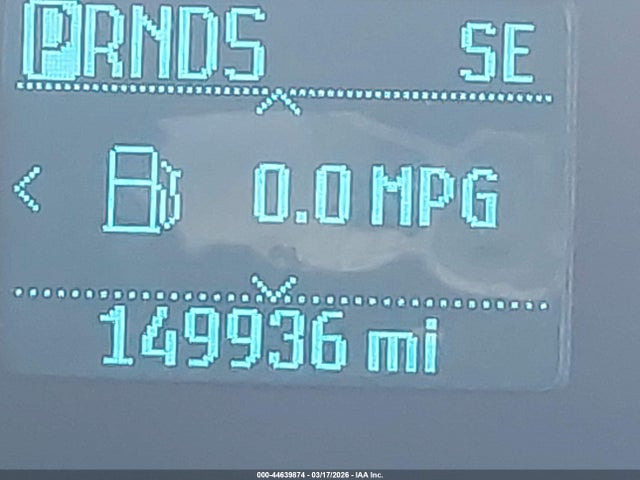 PRNDS SE
0.0 MPG
149936 mi
000-44639874 - 03/17/2026 - IAA Inc.